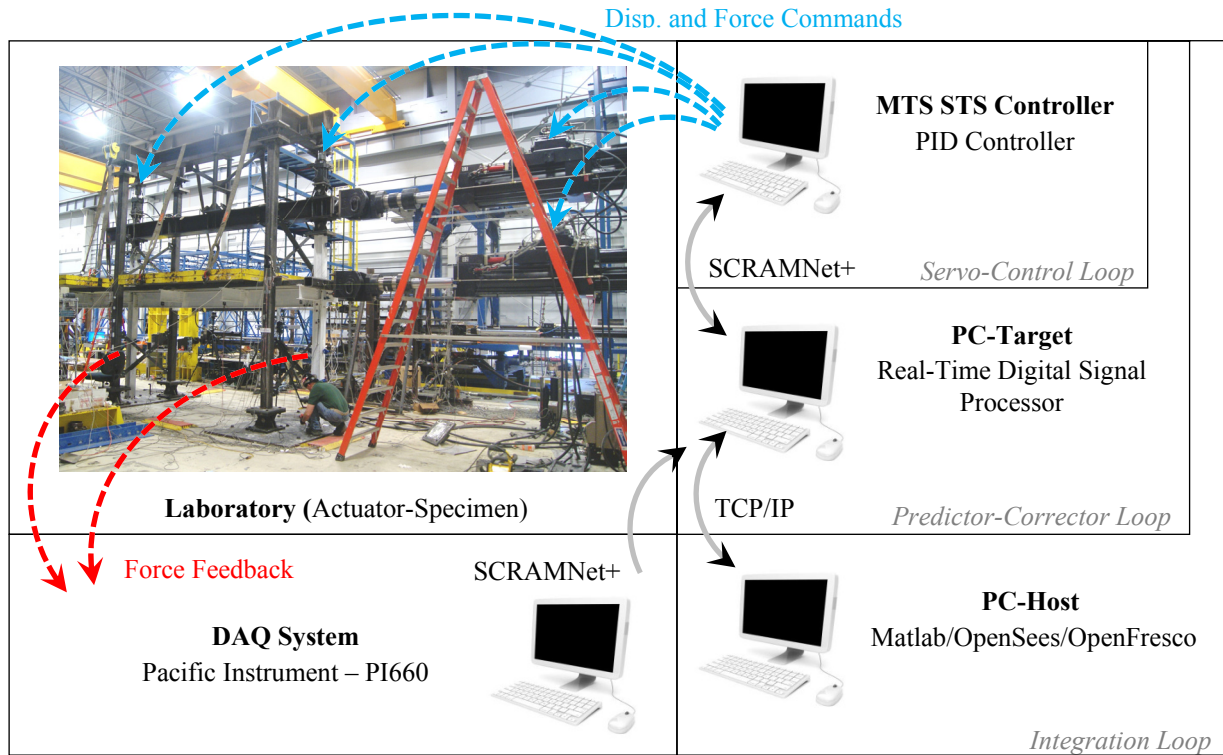 Disp. and Force Commands
MTS STS Controller
PID Controller
SCRAMNet+
Servo-Control Loop
PC-Target
Real-Time Digital Signal
Processor
Laboratory (Actuator-Specimen)
TCP/IP
Predictor-Corrector Loop
Force Feedback
SCRAMNet+
DAQ System
Pacific Instrument – PI660
PC-Host
Matlab/OpenSees/OpenFresco
Integration Loop